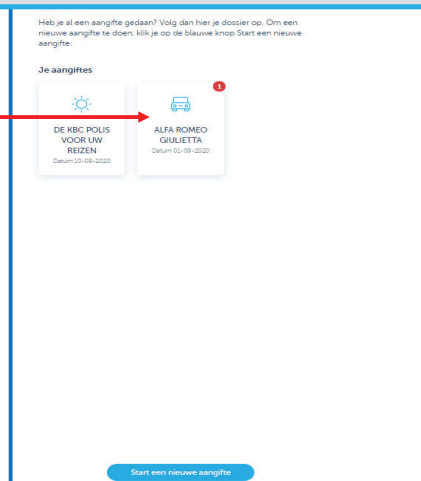 Heb je al een aangifte gedaan? Volg dan hier je dossier op. Om een
nieuwe aangifte te doen, klik je op de blauwe knop Start een nieuwe
aangifte.
Je aangiftes
DE KBC POLIS
VOOR UW
REIZEN
Datum 10-09-2020
1
ALFA ROMEO
GIULIETTA
Datum 01-09-2020
Start een nieuwe aangifte